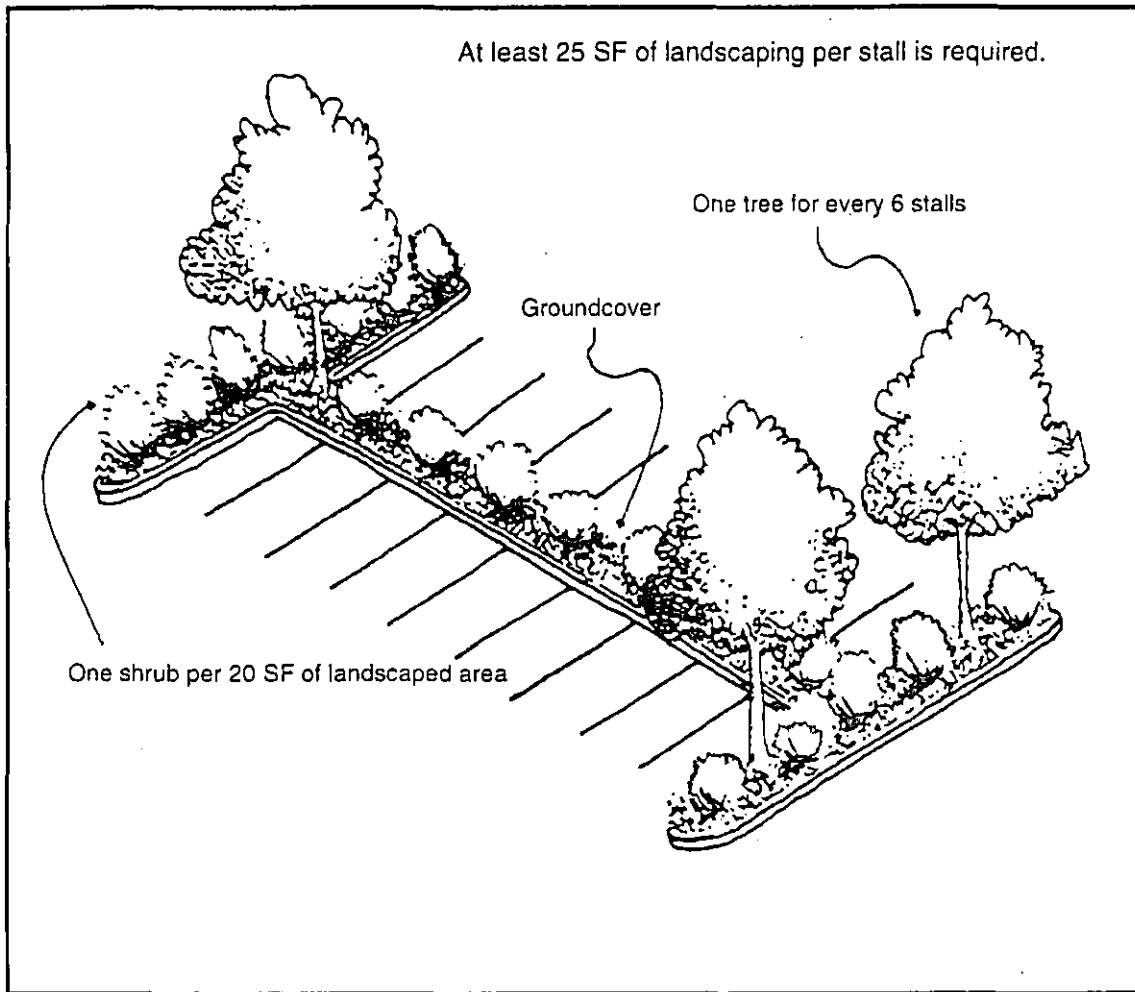 At least 25 SF of landscaping per stall is required.
One tree for every 6 stalls
Groundcover
One shrub per 20 SF of landscaped area